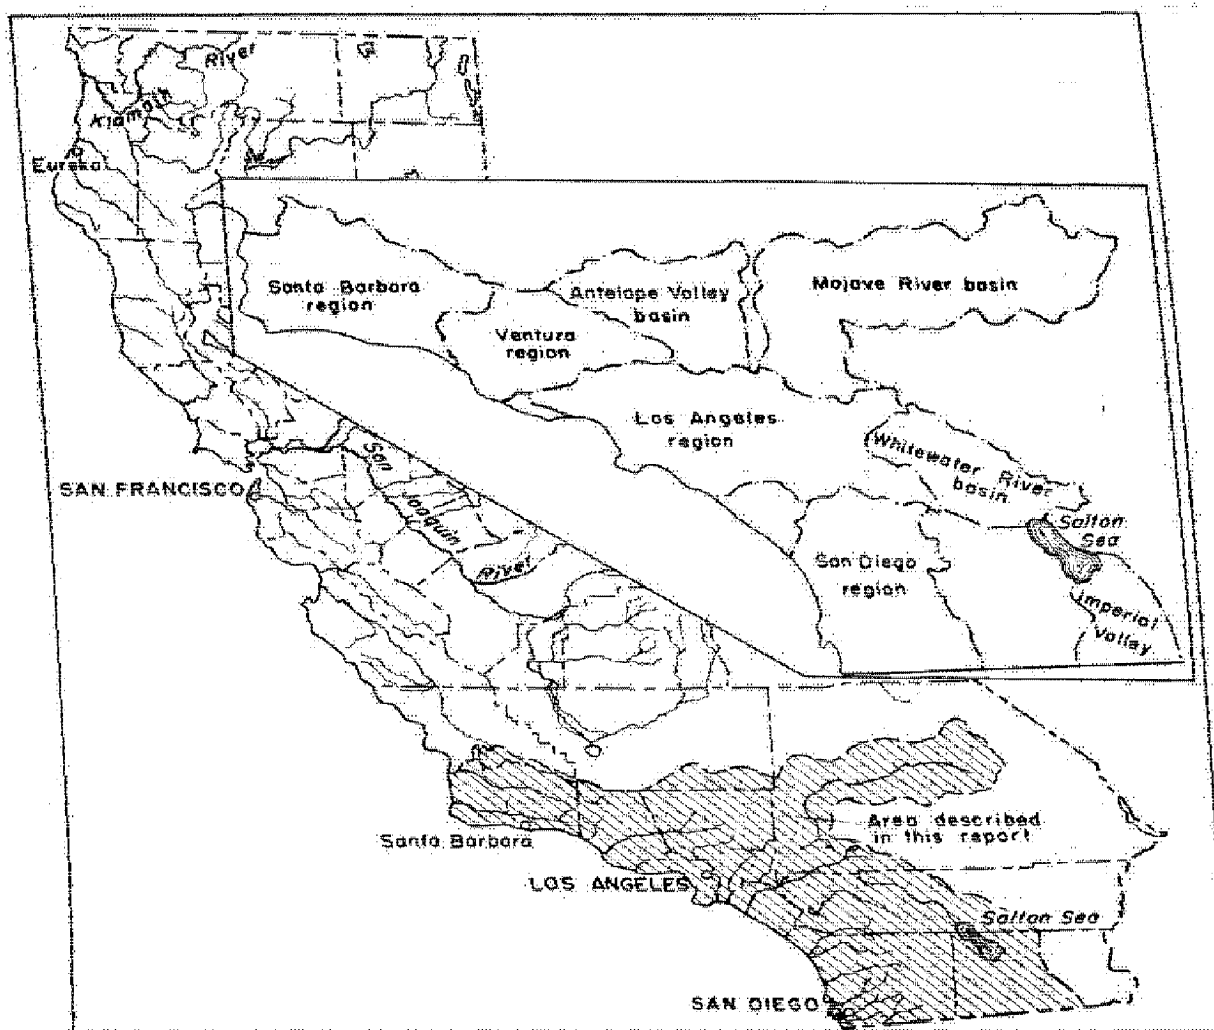 Klamath River
Eureka
Santa Barbara
region
Antelope Valley
basin
Mojave River basin
Ventura
region
Los Angeles
region
Whitewater River
basin
Salton
Sea
San Diego
region
Imperial
Valley
SAN FRANCISCO
San Joaquin River
Area described
in this report
Santa Barbara
LOS ANGELES
Salton Sea
SAN DIEGO